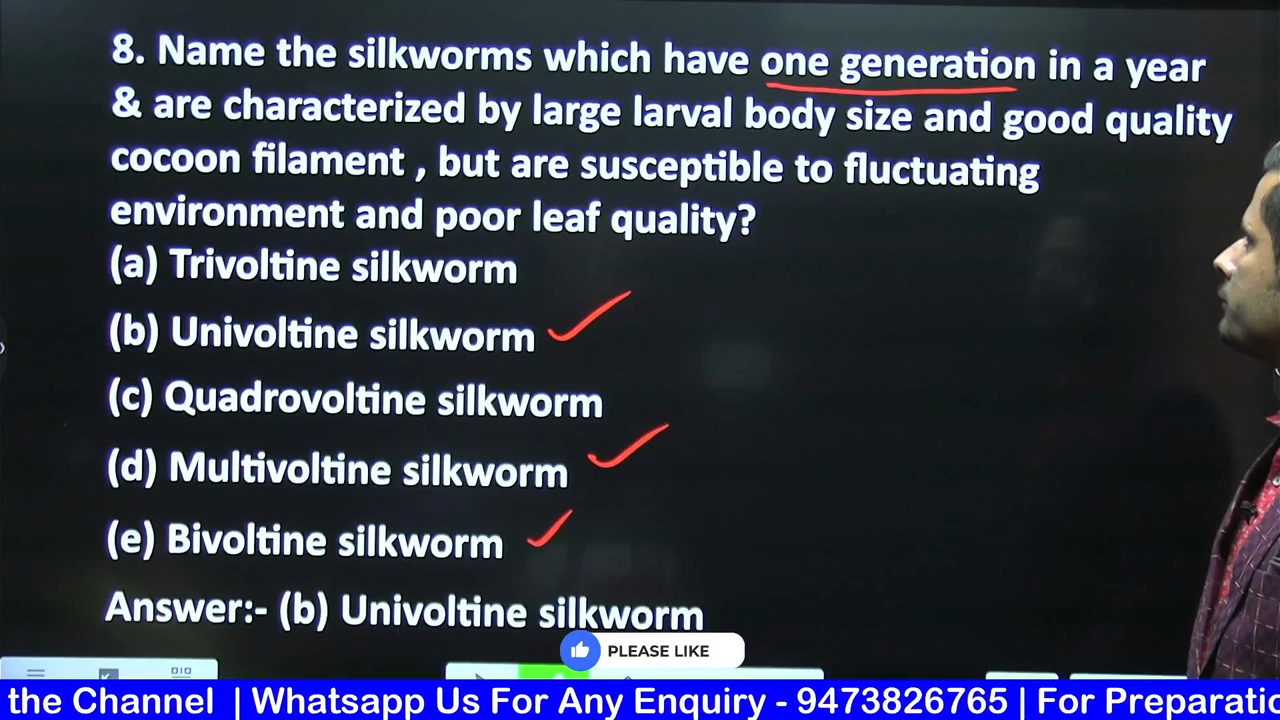 8. Name the silkworms which have one generation in a year
& are characterized by large larval body size and good quality
cocoon filament , but are susceptible to fluctuating
environment and poor leaf quality?
(a) Trivoltine silkworm
(b) Univoltine silkworm
(c) Quadrovoltine silkworm
(d) Multivoltine silkworm
(e) Bivoltine silkworm
Answer:- (b) Univoltine silkworm
PLEASE LIKE
the Channel | Whatsapp Us For Any Enquiry - 9473826765 | For Preparatio